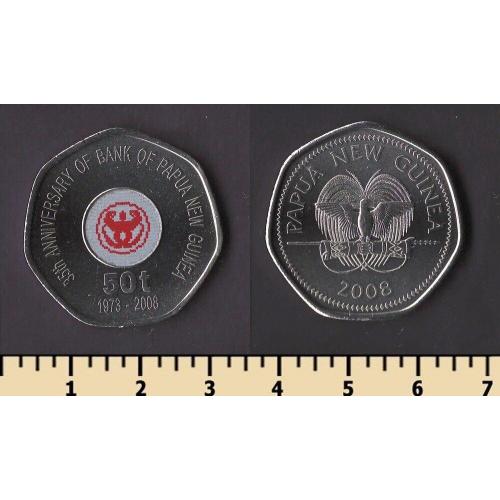 35th ANNIVERSARY OF BANK OF PAPUA NEW GUINEA
50t
1973 - 2008
PAPUA NEW GUINEA
2008
1 2 3 4 5 6 7